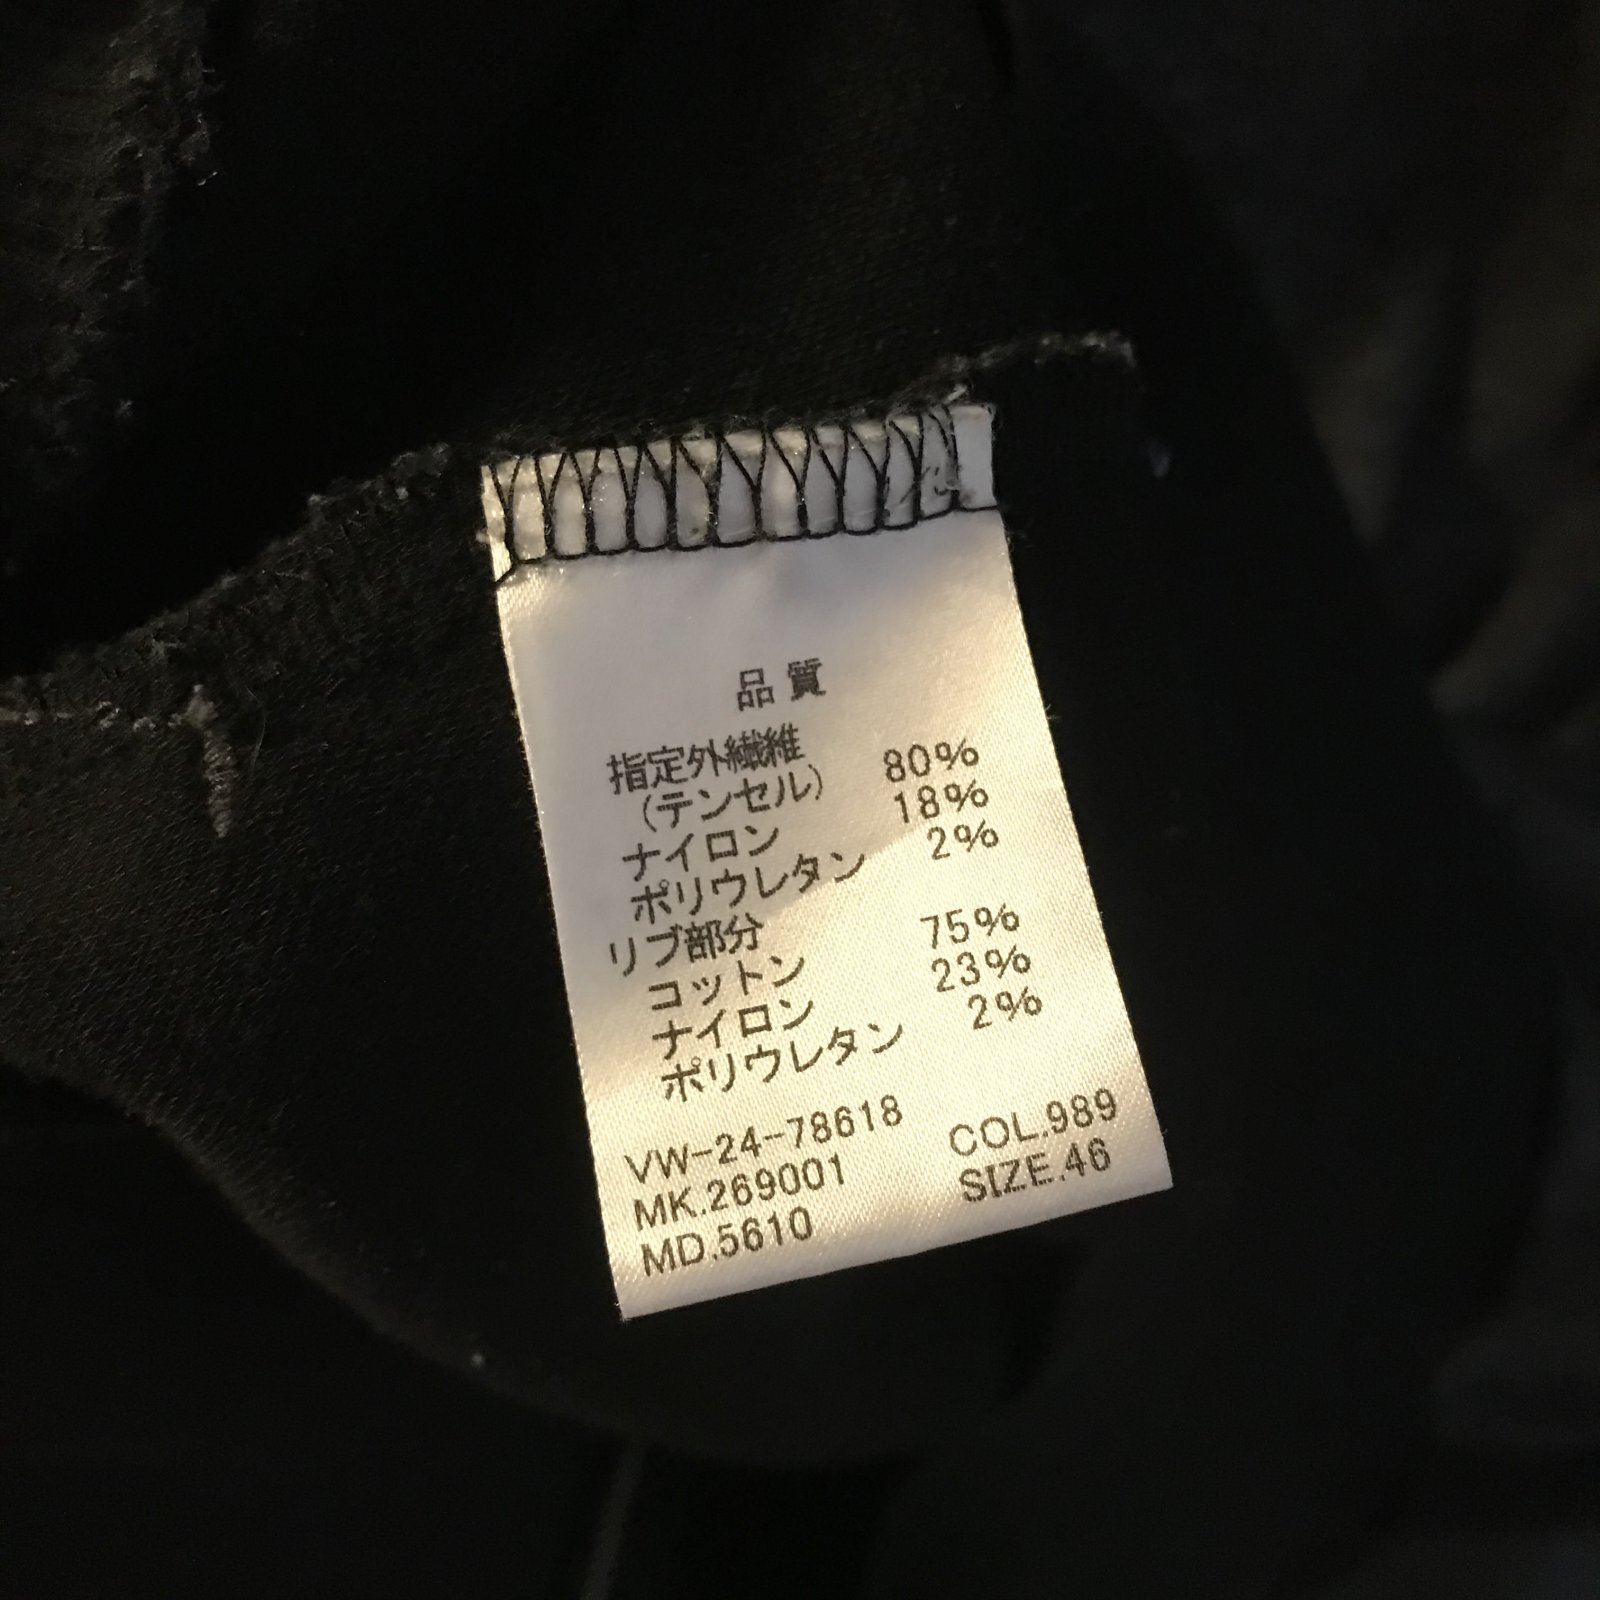 品質
指定外繊維 80%
(テンセル)
ナイロン 18%
ポリウレタン 2%
リブ部分
コットン 75%
ナイロン 23%
ポリウレタン 2%
VW-24-78618 COL.989
MK.269001 SIZE.46
MD.5610